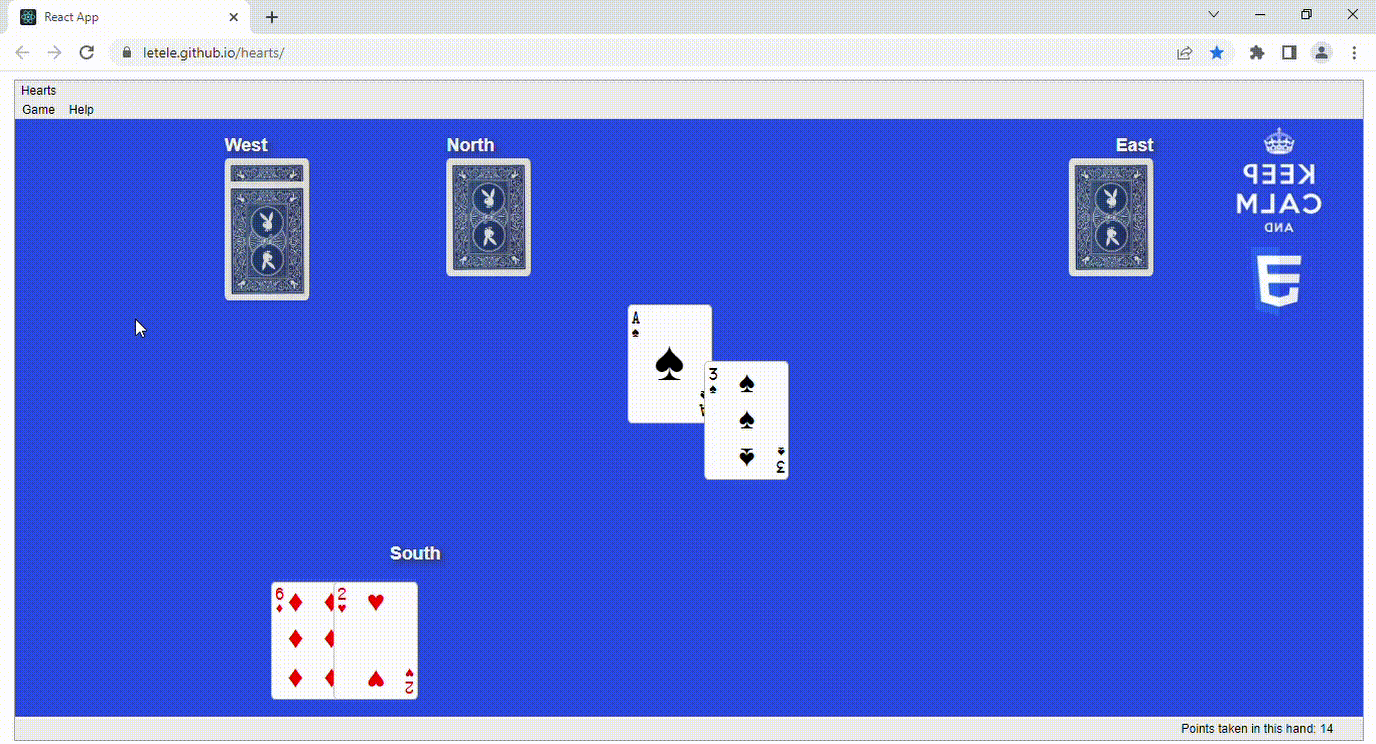 React App
letele.github.io/hearts/
Hearts
Game Help
West
North
East
KEEP
CALM
AND
A
A
3
3
South
6
2
2
Points taken in this hand: 14